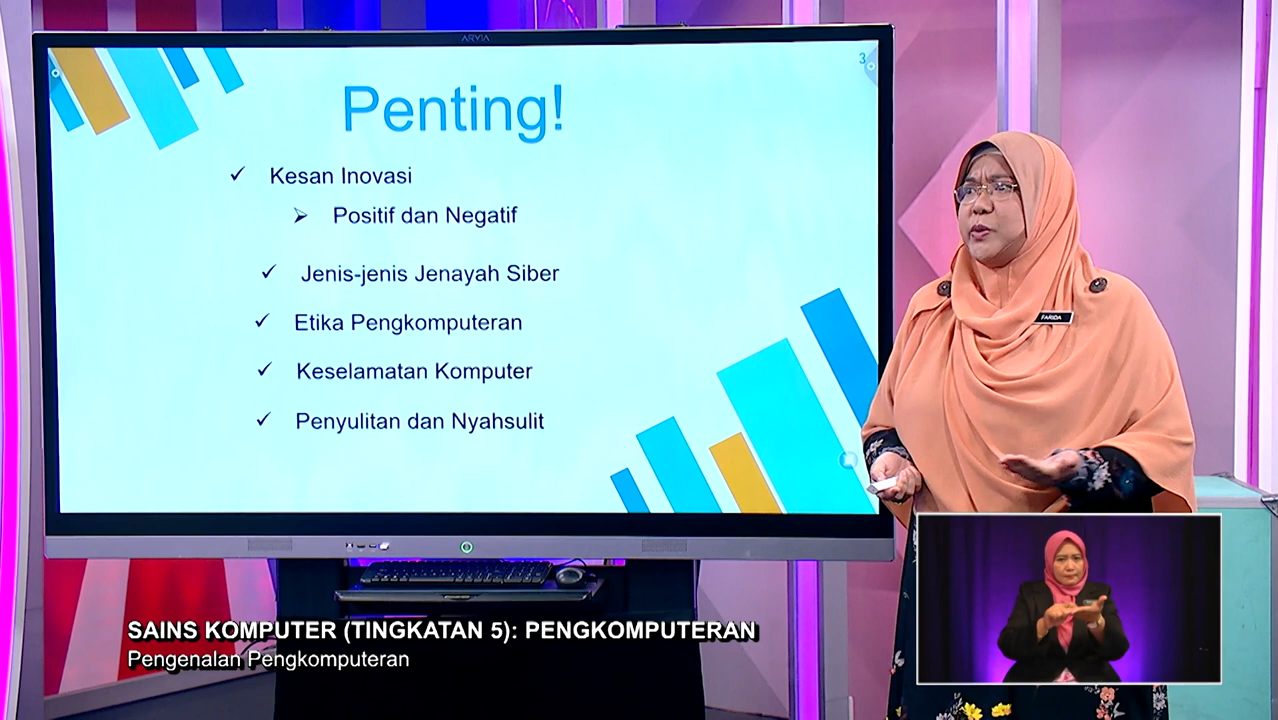 ARVIA
3
Penting!
Kesan Inovasi
Positif dan Negatif
Jenis-jenis Jenayah Siber
Etika Pengkomputeran
Keselamatan Komputer
Penyulitan dan Nyahsulit
FARIDA
SAINS KOMPUTER (TINGKATAN 5): PENGKOMPUTERAN
Pengenalan Pengkomputeran